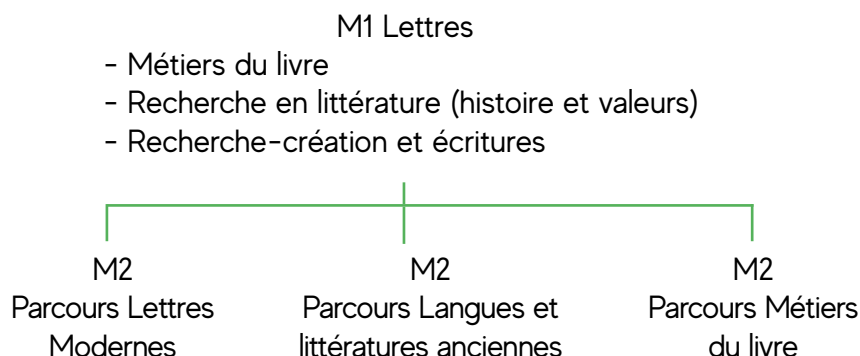 M1 Lettres
- Métiers du livre
- Recherche en littérature (histoire et valeurs)
- Recherche-création et écritures
M2
Parcours Lettres
Modernes
M2
Parcours Langues et
littératures anciennes
M2
Parcours Métiers
du livre